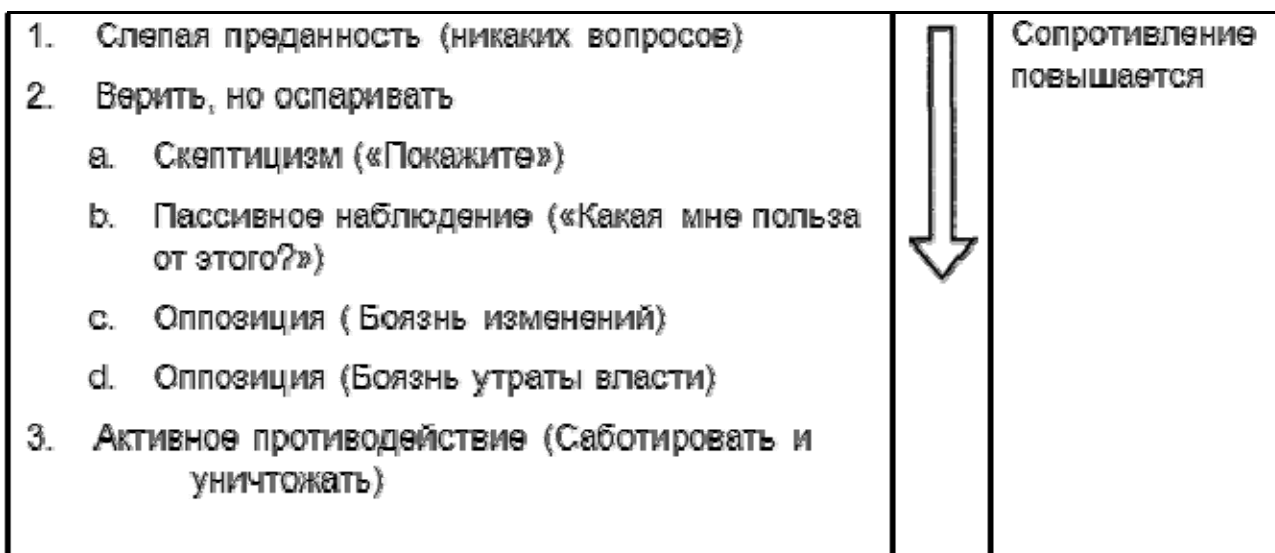 1. Слепая преданность (никаких вопросов)
2. Верить, но оспаривать
a. Скептицизм («Покажите»)
b. Пассивное наблюдение («Какая мне польза
от этого?»)
c. Оппозиция ( Боязнь изменений)
d. Оппозиция (Боязнь утраты власти)
3. Активное противодействие (Саботировать и
уничтожать)
Сопротивление
повышается